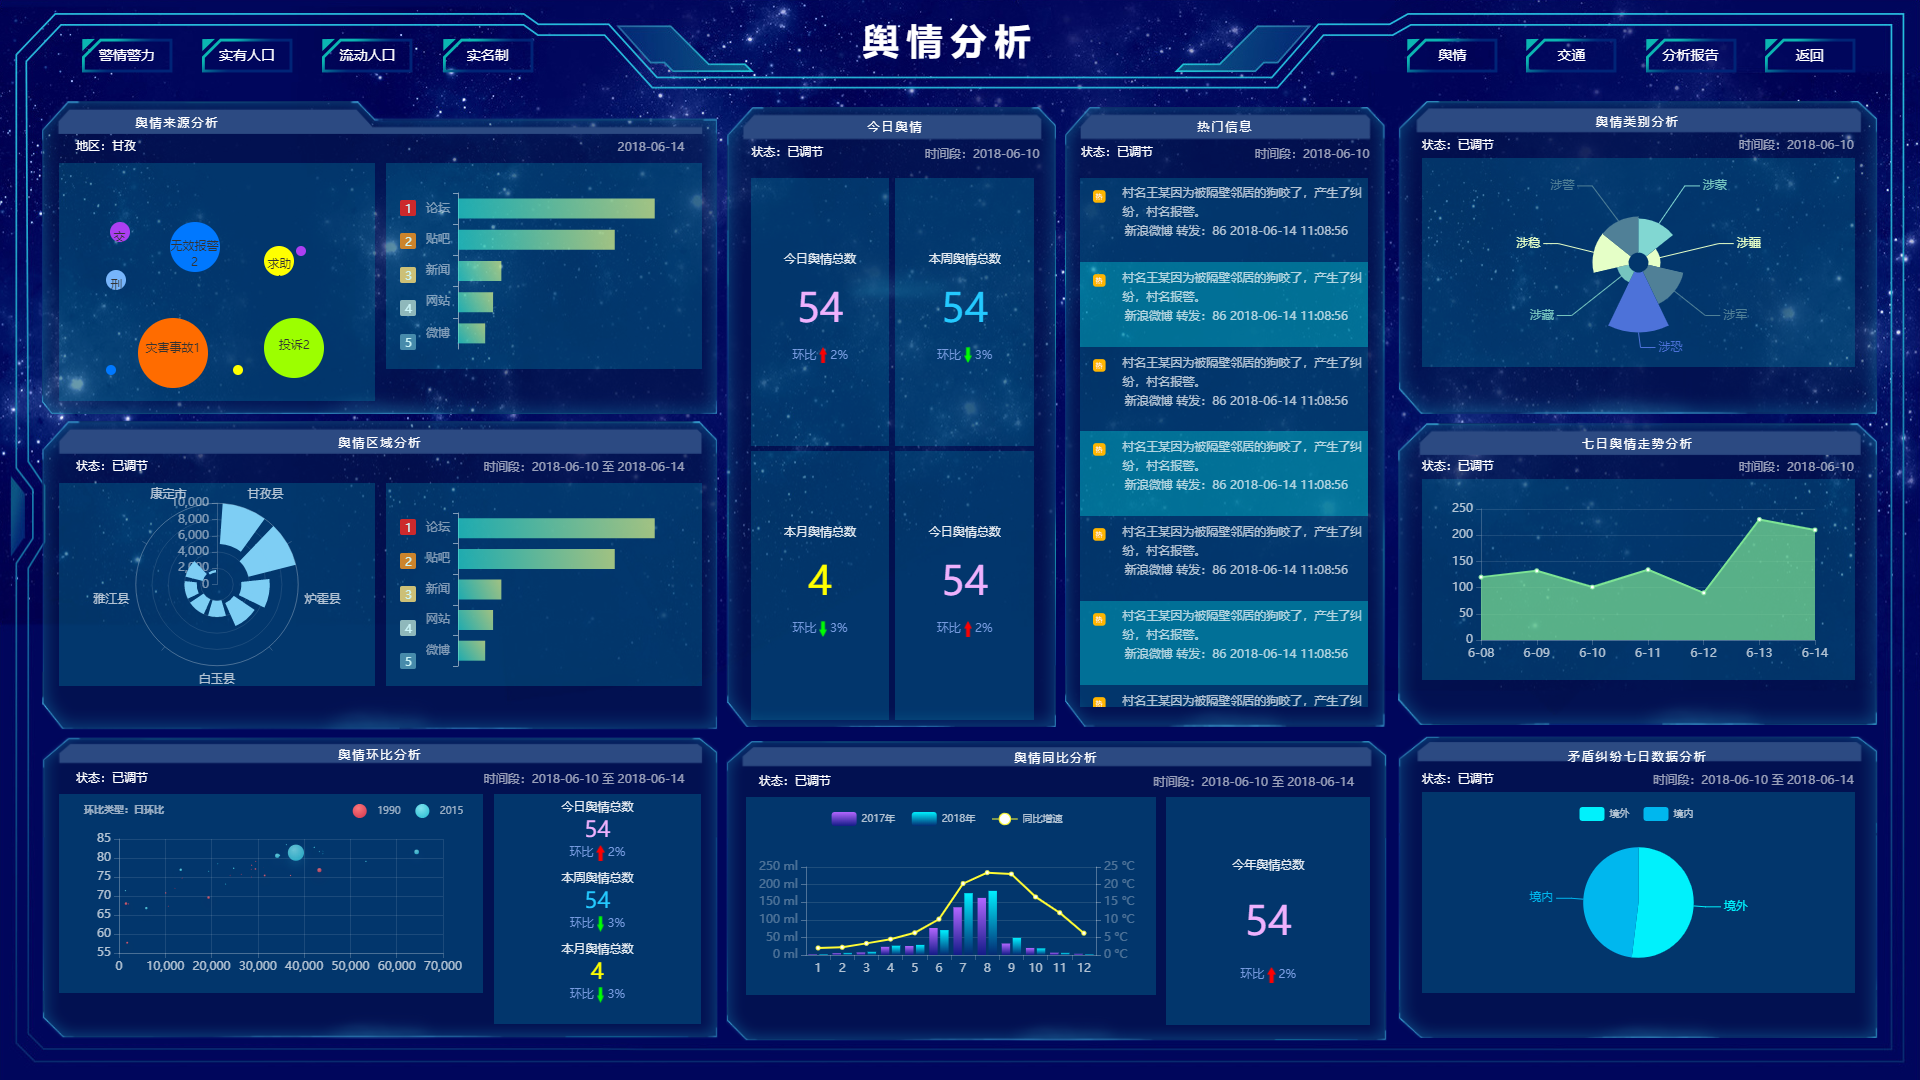 舆情分析
警情警力
实有人口
流动人口
实名制
舆情
交通
分析报告
返回
舆情来源分析
地区：甘孜
2018-06-14
交
无效报警2
求助
刑
灾害事故1
投诉2
1 论坛
2 贴吧
3 新闻
4 网站
5 微博
舆情区域分析
状态：已调节
时间段：2018-06-10 至 2018-06-14
康定市
甘孜县
10,000
8,000
6,000
4,000
2,000
0
雅江县
炉霍县
白玉县
1 论坛
2 贴吧
3 新闻
4 网站
5 微博
舆情环比分析
状态：已调节
时间段：2018-06-10 至 2018-06-14
环比类型：日环比
1990
2015
85
80
75
70
65
60
55
0 10,000 20,000 30,000 40,000 50,000 60,000 70,000
今日舆情总数
54
环比 2%
本周舆情总数
54
环比 3%
本月舆情总数
4
环比 3%
今日舆情
状态：已调节
时间段：2018-06-10
今日舆情总数
54
环比 2%
本周舆情总数
54
环比 3%
本月舆情总数
4
环比 3%
今日舆情总数
54
环比 2%
热门信息
状态：已调节
时间段：2018-06-10
村名王某因为被隔壁邻居的狗咬了，产生了纠
纷，村名报警。
新浪微博 转发：86 2018-06-14 11:08:56
村名王某因为被隔壁邻居的狗咬了，产生了纠
纷，村名报警。
新浪微博 转发：86 2018-06-14 11:08:56
村名王某因为被隔壁邻居的狗咬了，产生了纠
纷，村名报警。
新浪微博 转发：86 2018-06-14 11:08:56
村名王某因为被隔壁邻居的狗咬了，产生了纠
纷，村名报警。
新浪微博 转发：86 2018-06-14 11:08:56
村名王某因为被隔壁邻居的狗咬了，产生了纠
纷，村名报警。
新浪微博 转发：86 2018-06-14 11:08:56
村名王某因为被隔壁邻居的狗咬了，产生了纠
纷，村名报警。
新浪微博 转发：86 2018-06-14 11:08:56
村名王某因为被隔壁邻居的狗咬了，产生了纠
舆情同比分析
状态：已调节
时间段：2018-06-10 至 2018-06-14
2017年
2018年
同比增速
250 ml
200 ml
150 ml
100 ml
50 ml
0 ml
25 °C
20 °C
15 °C
10 °C
5 °C
0 °C
1 2 3 4 5 6 7 8 9 10 11 12
今年舆情总数
54
环比 2%
舆情类别分析
状态：已调节
时间段：2018-06-10
涉警
涉蒙
涉稳
涉疆
涉藏
涉军
涉恐
七日舆情走势分析
状态：已调节
时间段：2018-06-10
250
200
150
100
50
0
6-08 6-09 6-10 6-11 6-12 6-13 6-14
矛盾纠纷七日数据分析
状态：已调节
时间段：2018-06-10 至 2018-06-14
境外
境内
境内
境外